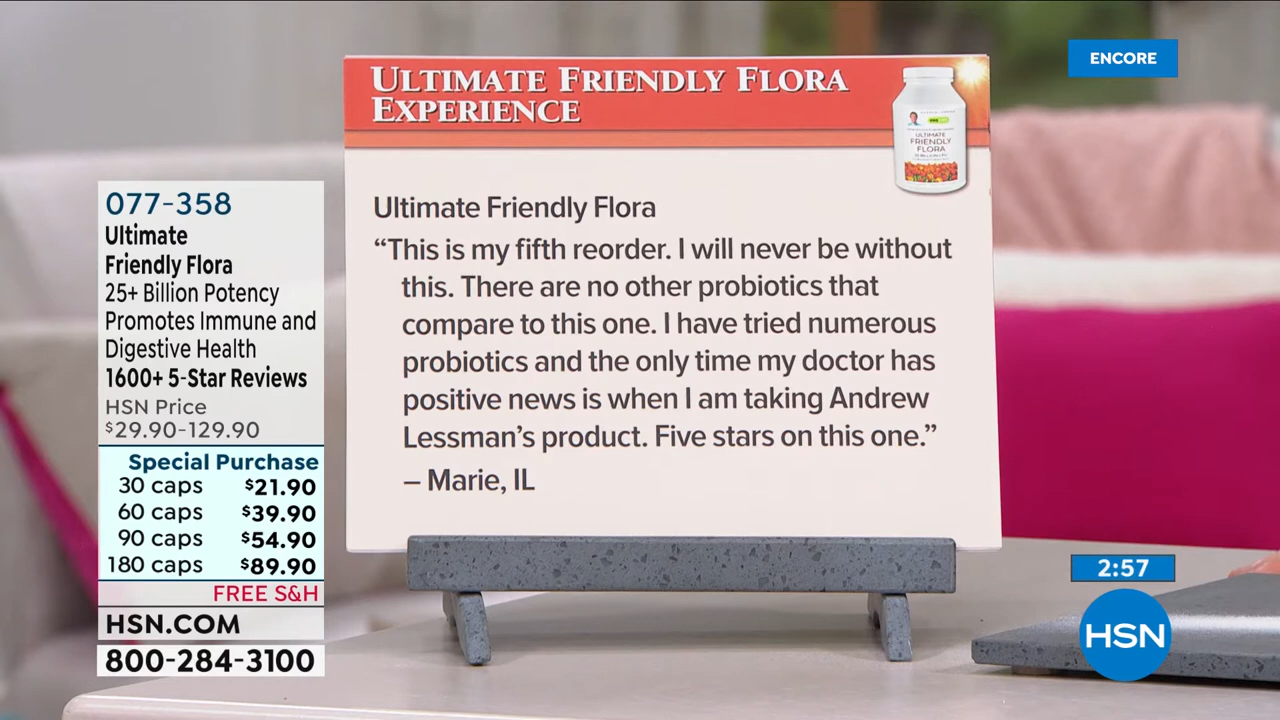 ENCORE
ULTIMATE FRIENDLY FLORA
EXPERIENCE
ULTIMATE
FRIENDLY
FLORA
Ultimate Friendly Flora
“This is my fifth reorder. I will never be without
this. There are no other probiotics that
compare to this one. I have tried numerous
probiotics and the only time my doctor has
positive news is when I am taking Andrew
Lessman’s product. Five stars on this one.”
– Marie, IL
077-358
Ultimate
Friendly Flora
25+ Billion Potency
Promotes Immune and
Digestive Health
1600+ 5-Star Reviews
HSN Price
$29.90-129.90
Special Purchase
30 caps $21.90
60 caps $39.90
90 caps $54.90
180 caps $89.90
FREE S&H
HSN.COM
800-284-3100
2:57
HSN